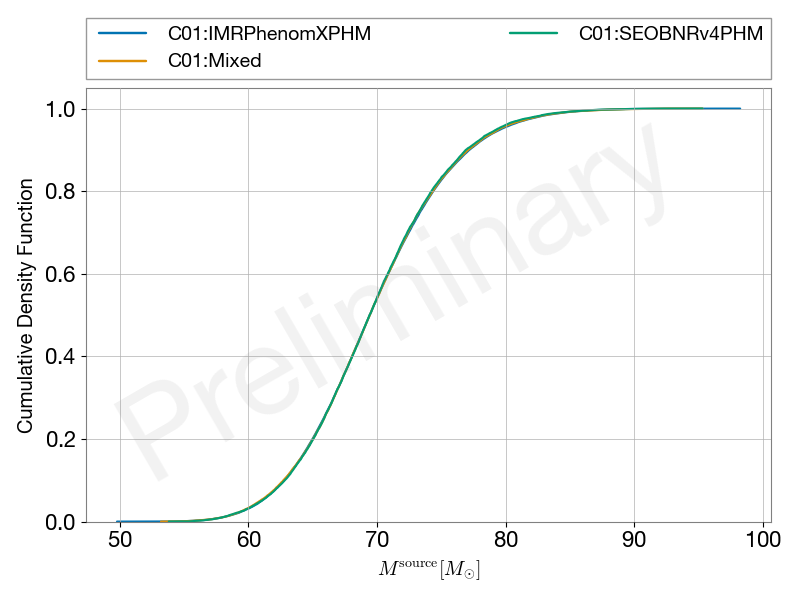 C01:IMRPhenomXPHM
C01:Mixed
C01:SEOBNRv4PHM
Preliminary
Cumulative Density Function
1.0
0.8
0.6
0.4
0.2
0.0
50 60 70 80 90 100
M^source [M_⊙]